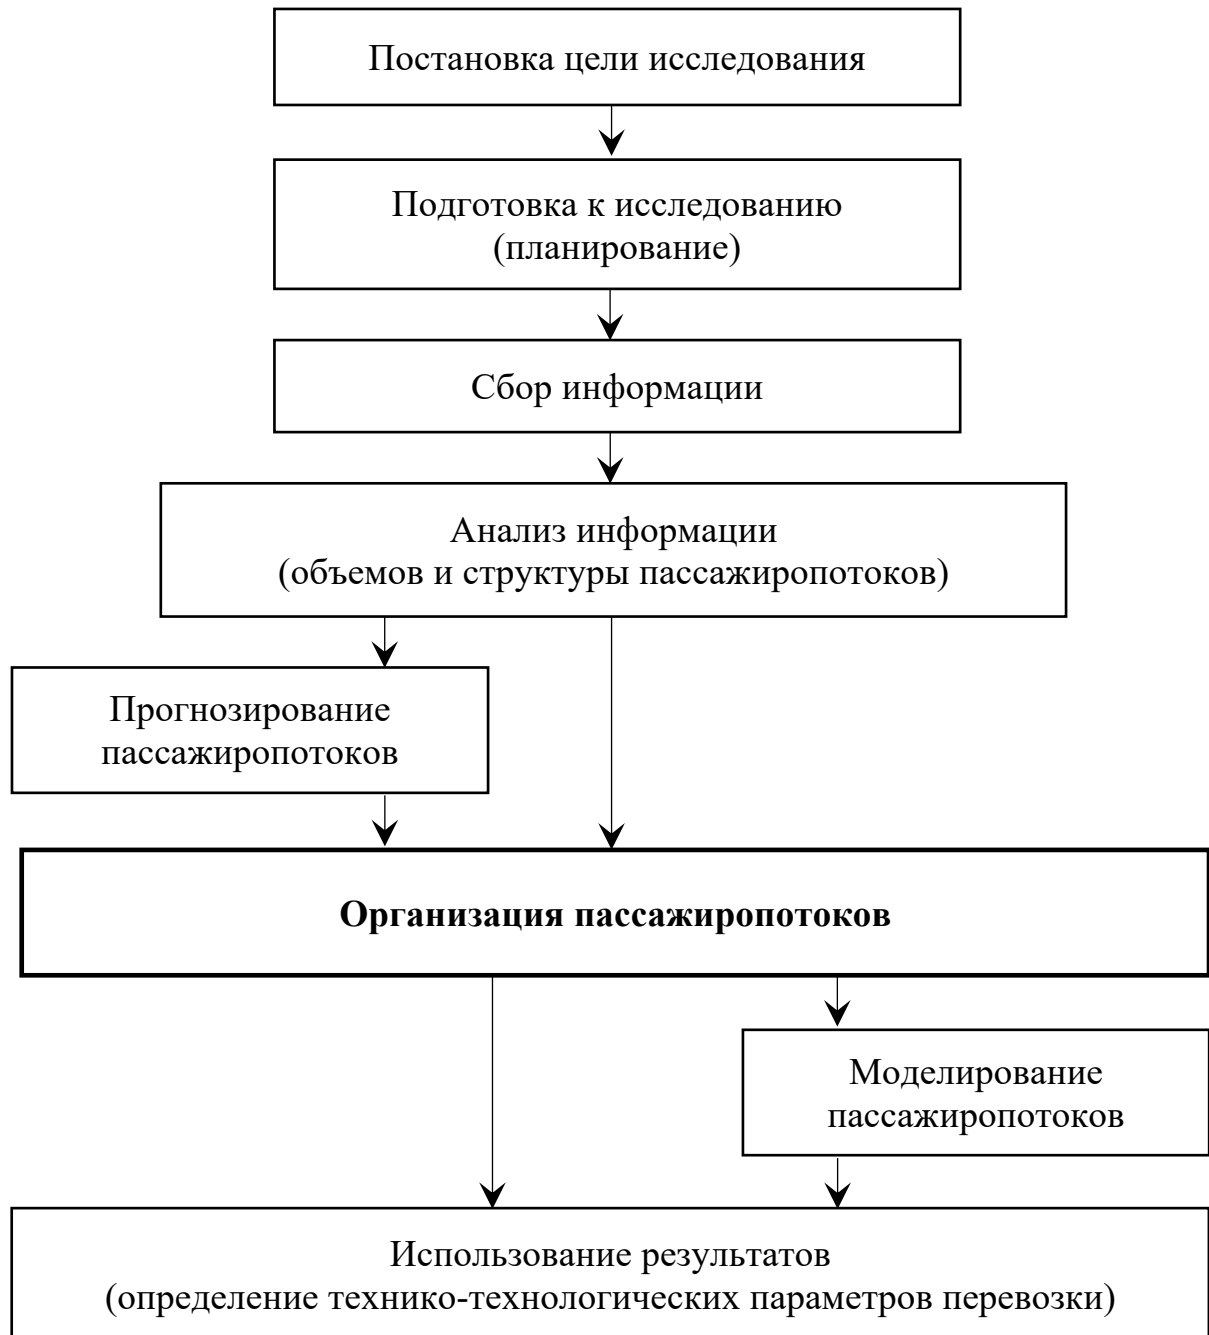 Постановка цели исследования
Подготовка к исследованию
(планирование)
Сбор информации
Анализ информации
(объемов и структуры пассажиропотоков)
Прогнозирование
пассажиропотоков
Организация пассажиропотоков
Моделирование
пассажиропотоков
Использование результатов
(определение технико-технологических параметров перевозки)